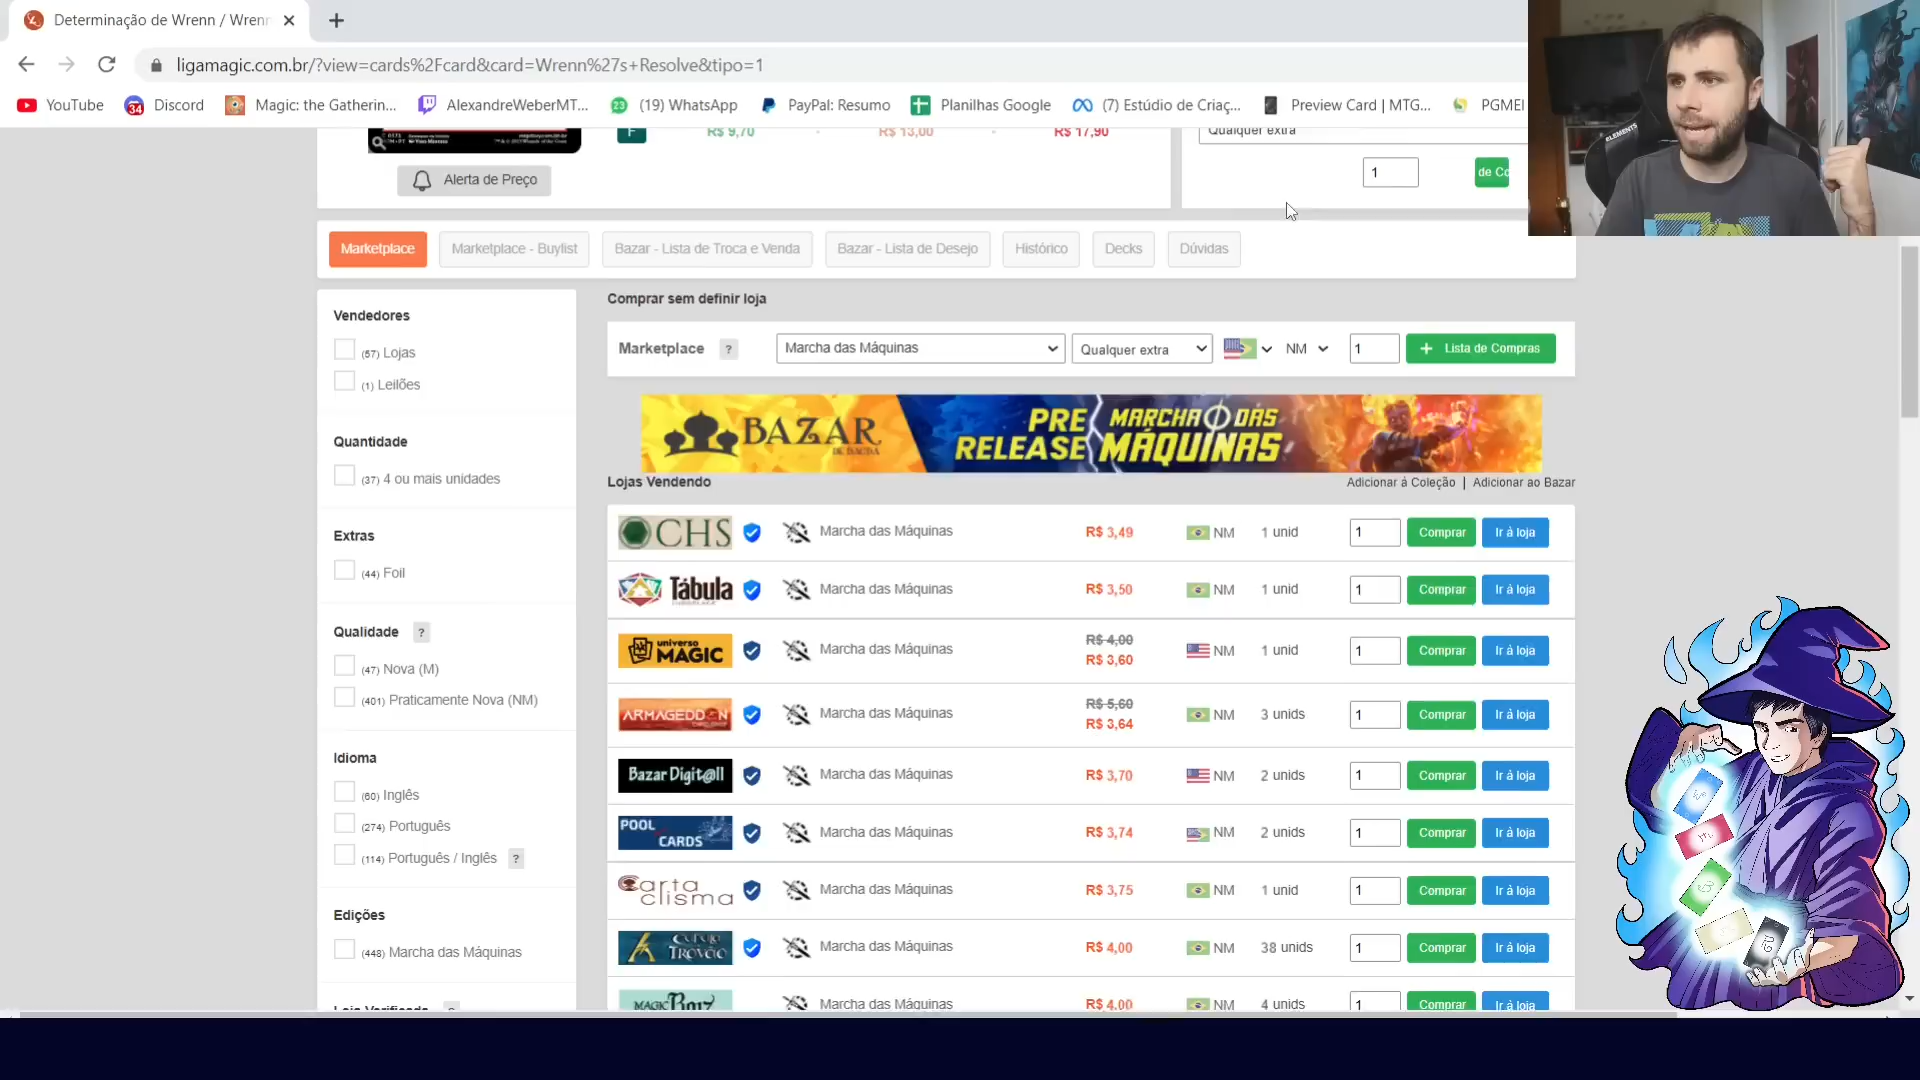 Determinação de Wrenn / Wrenn
ligamagic.com.br/?view=cards%2Fcard&card=Wrenn%27s+Resolve&tipo=1
YouTube
34 Discord
Magic: the Gatherin...
AlexandreWeberMT...
23 (19) WhatsApp
PayPal: Resumo
Planilhas Google
(7) Estúdio de Criaç...
Preview Card | MTG...
PGMEI
F R$ 9,70 - R$ 13,00 - R$ 17,90
Qualquer extra
Alerta de Preço
1 de Co
ELEMENTS
Marketplace
Marketplace - Buylist
Bazar - Lista de Troca e Venda
Bazar - Lista de Desejo
Histórico
Decks
Dúvidas
Vendedores
(57) Lojas
(1) Leilões
Quantidade
(37) 4 ou mais unidades
Extras
(44) Foil
Qualidade ?
(47) Nova (M)
(401) Praticamente Nova (NM)
Idioma
(60) Inglês
(274) Português
(114) Português / Inglês ?
Edições
(448) Marcha das Máquinas
Comprar sem definir loja
Marketplace ? Marcha das Máquinas Qualquer extra NM 1 + Lista de Compras
BAZAR
DE BAGDÁ
PRE RELEASE
MARCHA DAS MÁQUINAS
Lojas Vendendo
Adicionar à Coleção | Adicionar ao Bazar
CHS Marcha das Máquinas R$ 3,49 NM 1 unid 1 Comprar Ir à loja
Tábula Marcha das Máquinas R$ 3,50 NM 1 unid 1 Comprar Ir à loja
universo MAGIC Marcha das Máquinas R$ 4,00 R$ 3,60 NM 1 unid 1 Comprar Ir à loja
ARMAGEDDON Marcha das Máquinas R$ 5,60 R$ 3,64 NM 3 unids 1 Comprar Ir à loja
Bazar Digit@ll Marcha das Máquinas R$ 3,70 NM 2 unids 1 Comprar Ir à loja
POOL CARDS Marcha das Máquinas R$ 3,74 NM 2 unids 1 Comprar Ir à loja
Carta clisma Marcha das Máquinas R$ 3,75 NM 1 unid 1 Comprar Ir à loja
Coruja Trovão Marcha das Máquinas R$ 4,00 NM 38 unids 1 Comprar Ir à loja
MAGIC Boyz Marcha das Máquinas R$ 4,00 NM 4 unids 1 Comprar Ir à loja